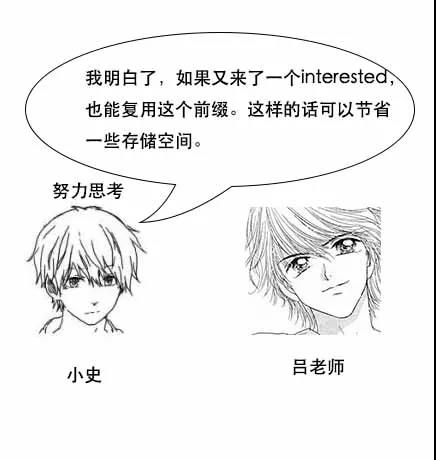 我明白了，如果又来了一个interested，
也能复用这个前缀。这样的话可以节省
一些存储空间。
努力思考
小史
吕老师